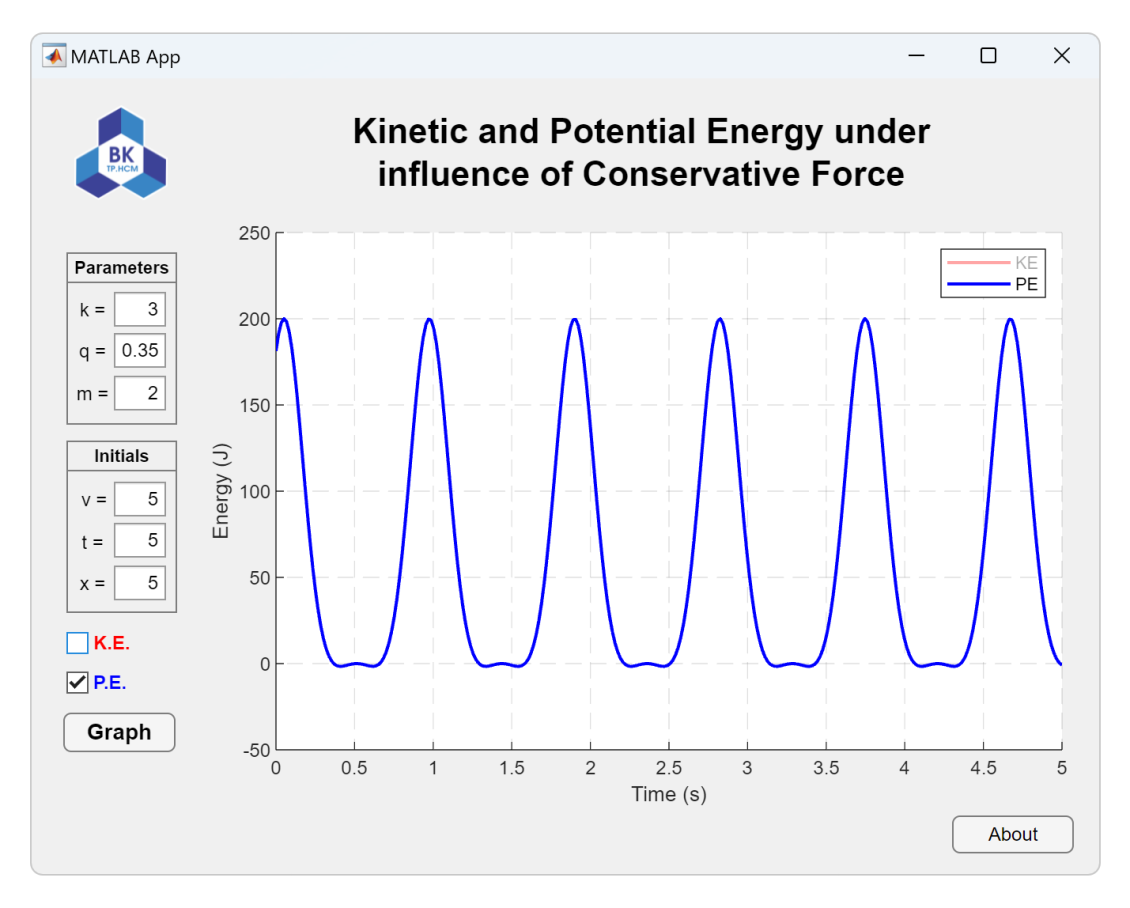 MATLAB App
BK
TP.HCM
Kinetic and Potential Energy under
influence of Conservative Force
Parameters
k = 3
q = 0.35
m = 2
Initials
v = 5
t = 5
x = 5
K.E.
P.E.
Graph
250
200
150
100
50
0
-50
Energy (J)
KE
PE
0 0.5 1 1.5 2 2.5 3 3.5 4 4.5 5
Time (s)
About